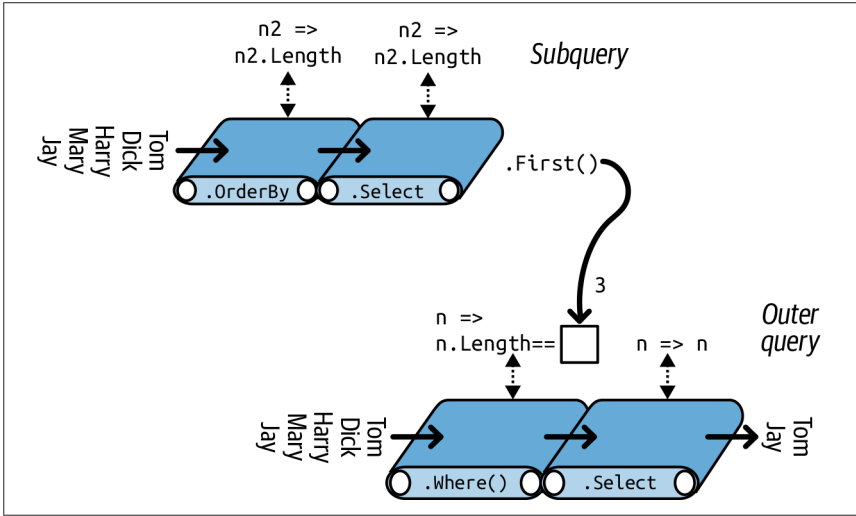 n2 =>
n2.Length
n2 =>
n2.Length
Subquery
Tom
Dick
Harry
Mary
Jay
.OrderBy
.Select
.First()
3
n =>
n.Length==
n => n
Outer
query
Tom
Dick
Harry
Mary
Jay
.Where()
.Select
Tom
Jay